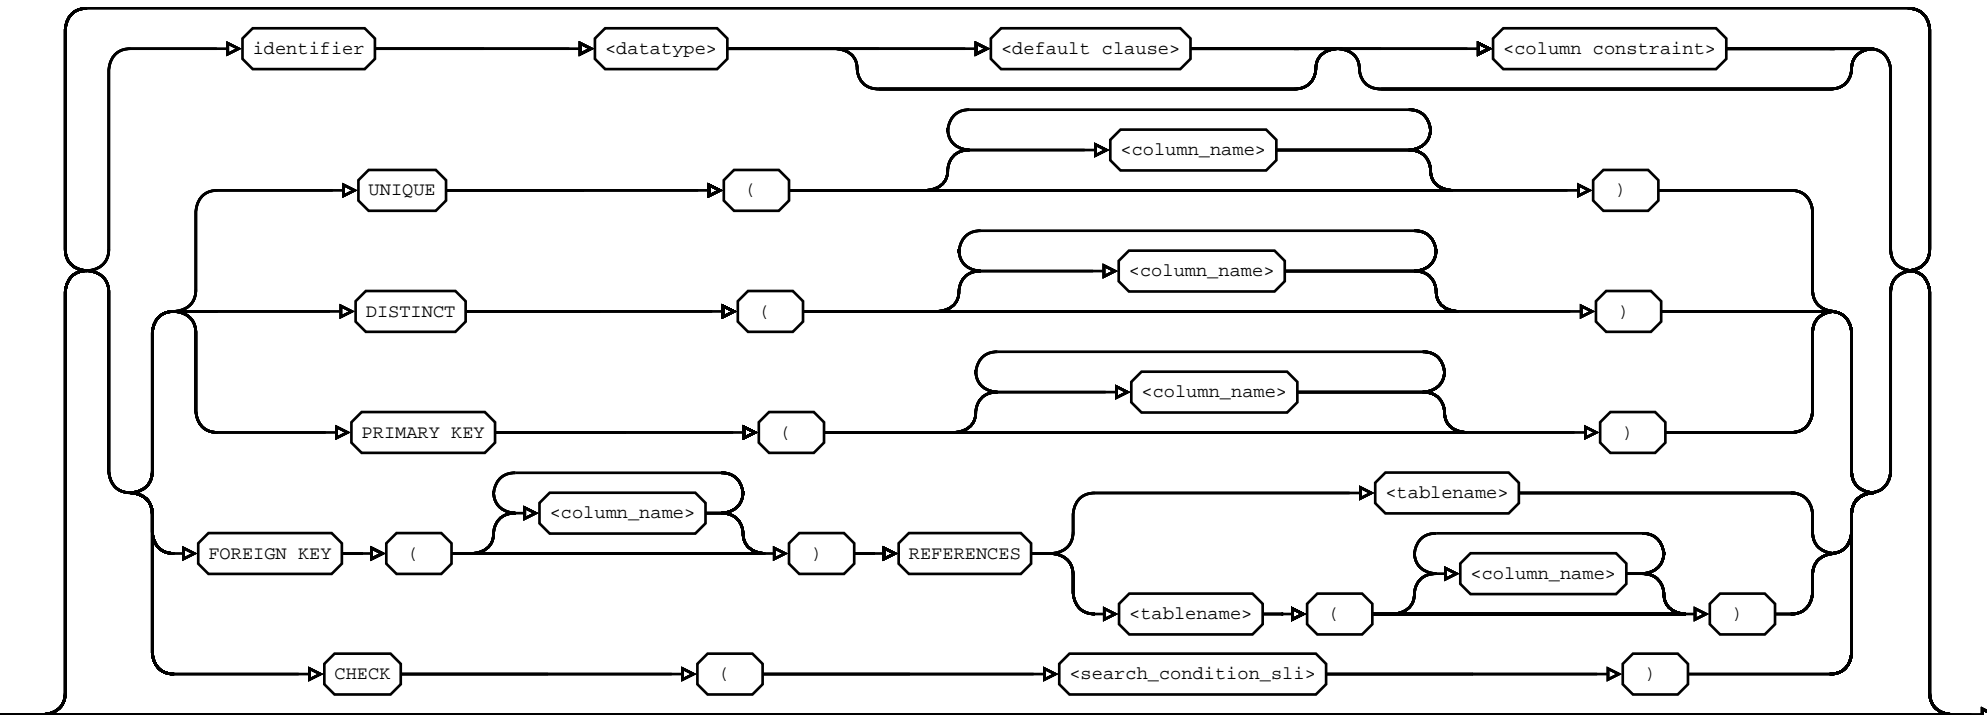 identifier <datatype> <default clause> <column constraint>
<column_name>
UNIQUE ( )
<column_name>
DISTINCT ( )
<column_name>
PRIMARY KEY ( )
<tablename>
<column_name>
FOREIGN KEY ( ) REFERENCES
<column_name>
<tablename> ( )
CHECK ( <search_condition_sli> )